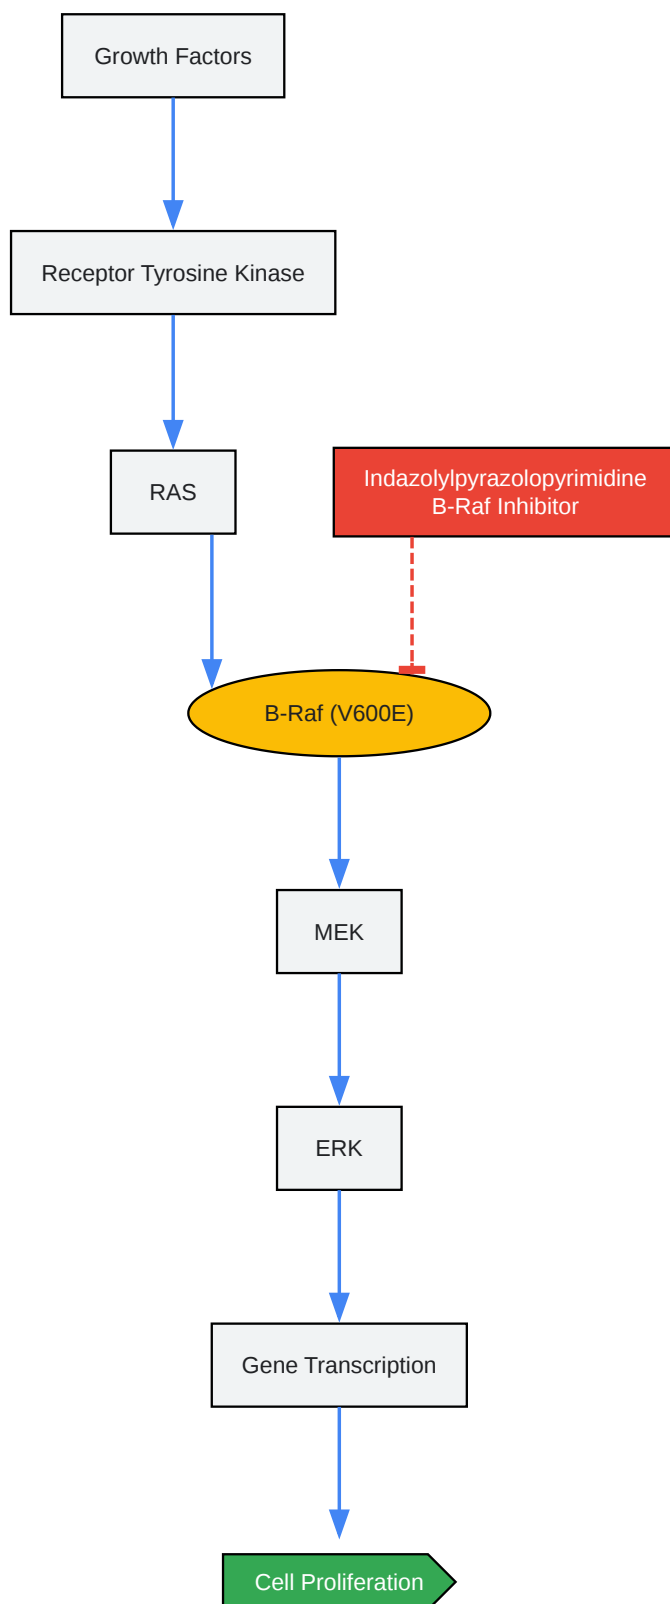 Growth Factors
Receptor Tyrosine Kinase
RAS
Indazolylpyrazolopyrimidine
B-Raf Inhibitor
B-Raf (V600E)
MEK
ERK
Gene Transcription
Cell Proliferation